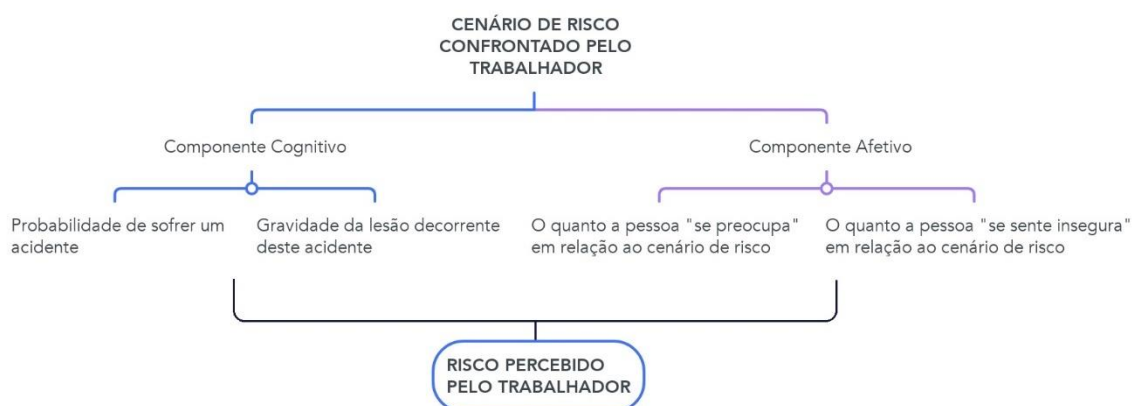 CENÁRIO DE RISCO
CONFRONTADO PELO
TRABALHADOR
Componente Cognitivo
Componente Afetivo
Probabilidade de sofrer um
acidente
Gravidade da lesão decorrente
deste acidente
O quanto a pessoa "se preocupa"
em relação ao cenário de risco
O quanto a pessoa "se sente insegura"
em relação ao cenário de risco
RISCO PERCEBIDO
PELO TRABALHADOR